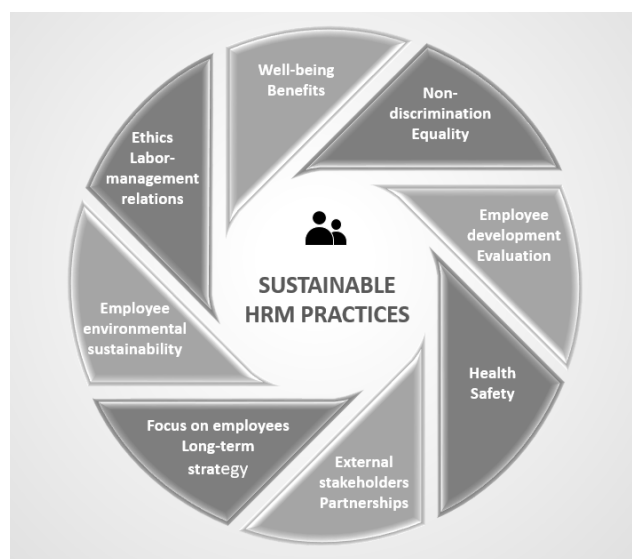 Well-being
Benefits
Non-
discrimination
Equality
Ethics
Labor-
management
relations
Employee
development
Evaluation
SUSTAINABLE
HRM PRACTICES
Employee
environmental
sustainability
Health
Safety
Focus on employees
Long-term
strategy
External
stakeholders
Partnerships